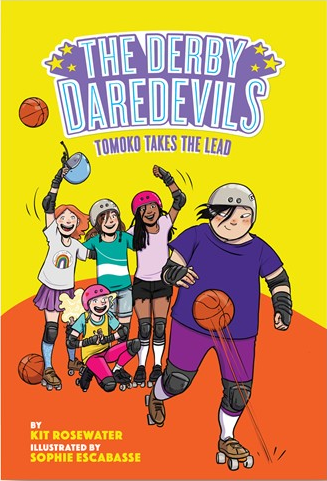 THE DERBY
DAREDEVILS
TOMOKO TAKES THE LEAD
BY
KIT ROSEWATER
ILLUSTRATED BY
SOPHIE ESCABASSE